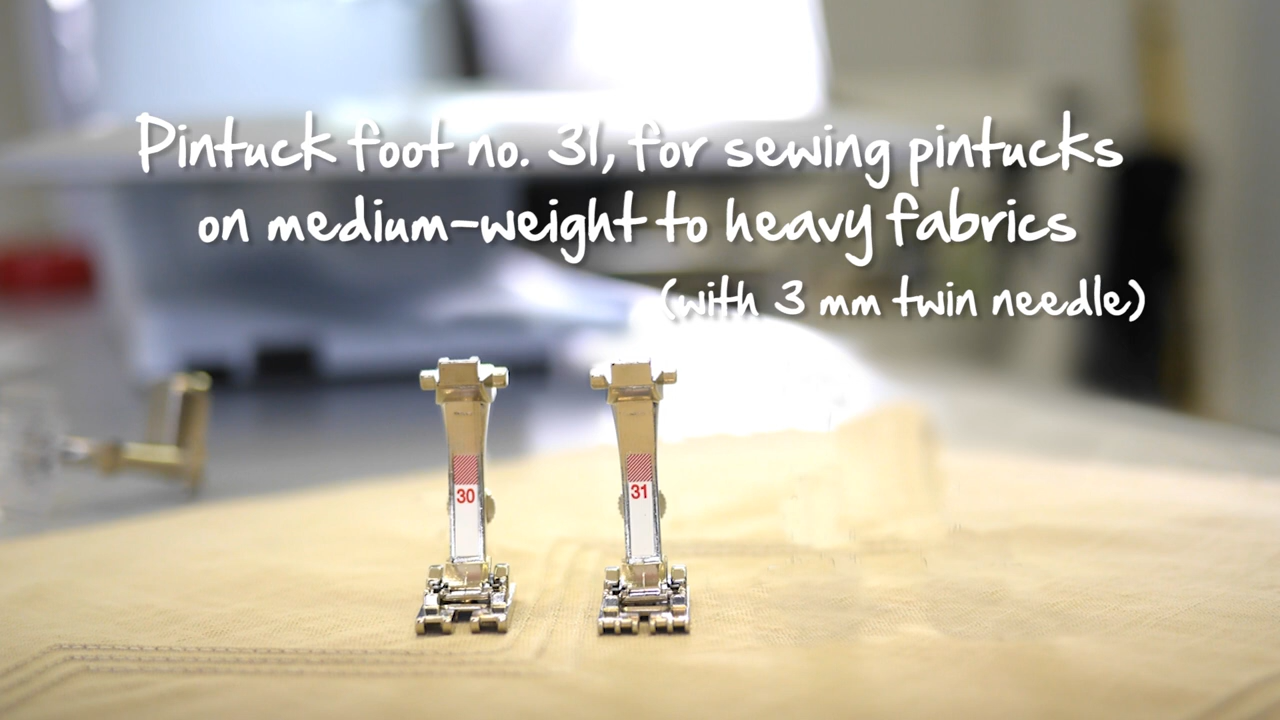 Pintuck foot no. 31, for sewing pintucks
on medium-weight to heavy fabrics
(with 3 mm twin needle)
30
31